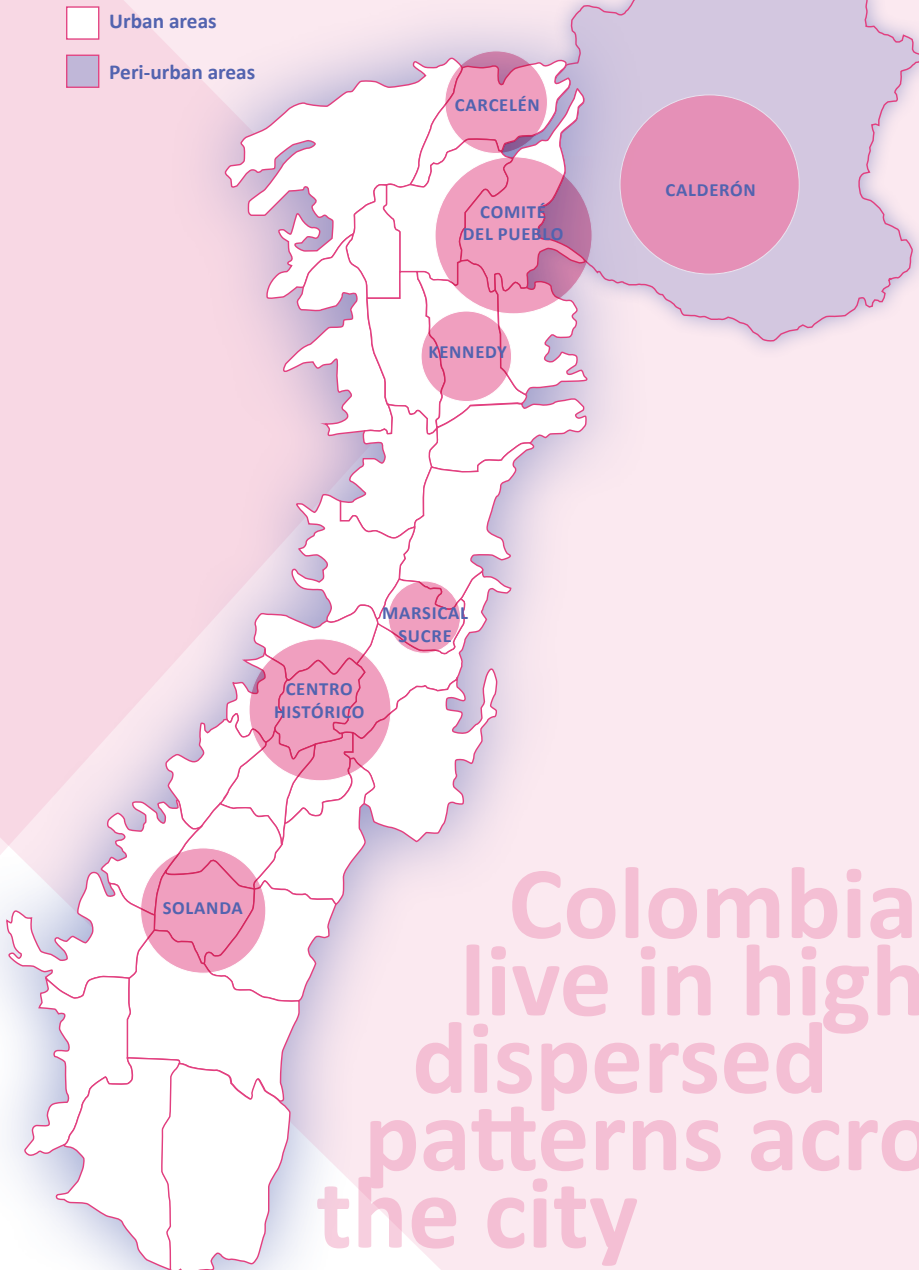 Urban areas
Peri-urban areas
CARCELÉN
CALDERÓN
COMITÉ
DEL PUEBLO
KENNEDY
MARSICAL
SUCRE
CENTRO
HISTÓRICO
SOLANDA
Colombia
live in high
dispersed
patterns acro
the city